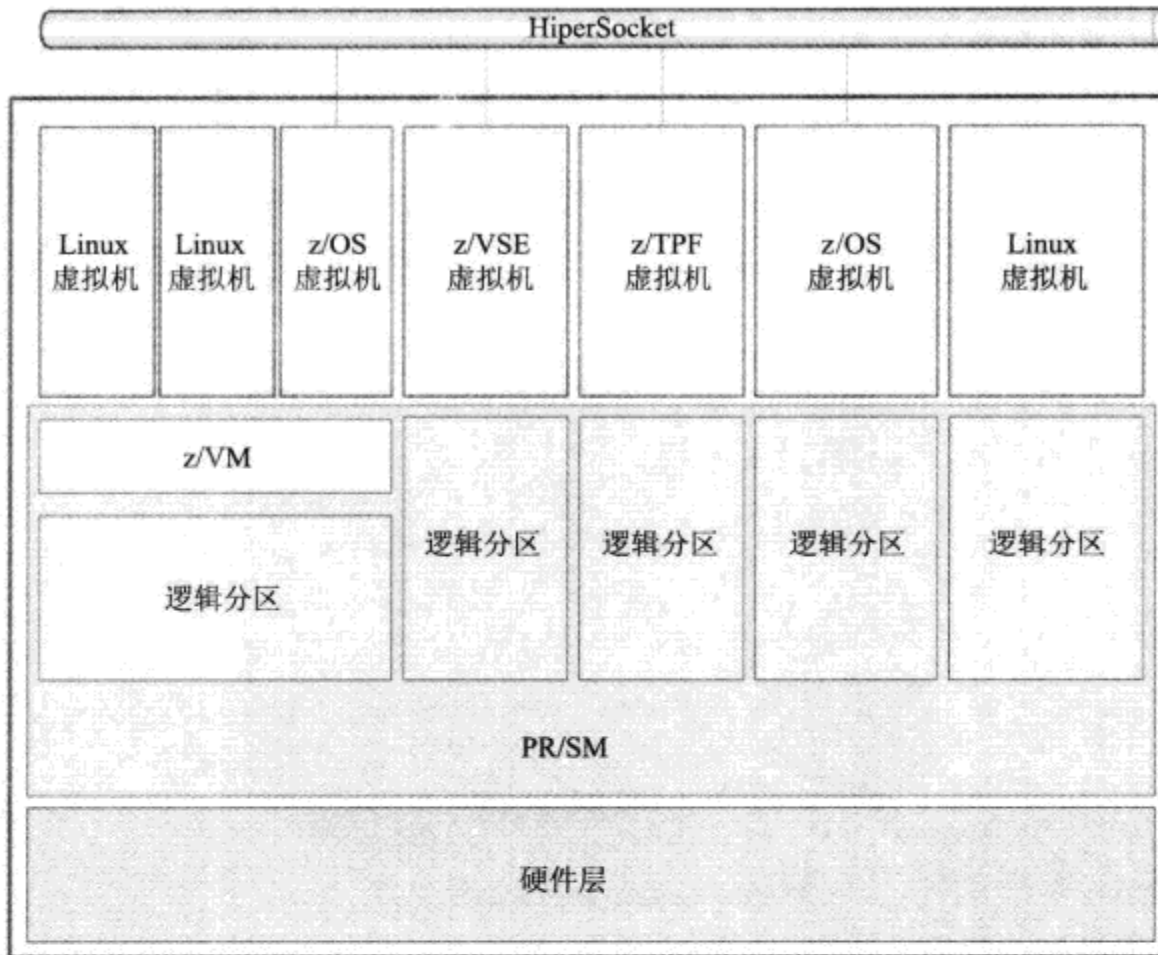 HiperSocket
Linux
虚拟机
Linux
虚拟机
z/OS
虚拟机
z/VSE
虚拟机
z/TPF
虚拟机
z/OS
虚拟机
Linux
虚拟机
z/VM
逻辑分区
逻辑分区
逻辑分区
逻辑分区
逻辑分区
PR/SM
硬件层